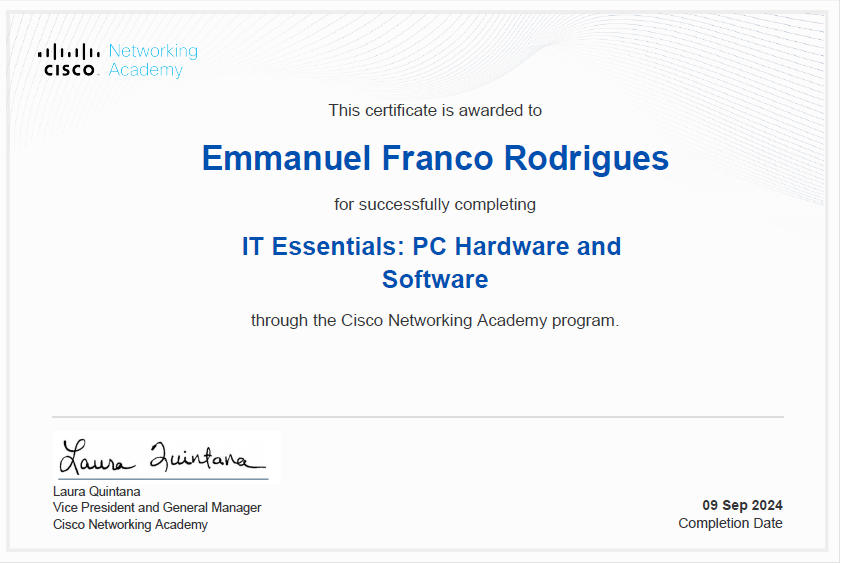 Networking
CISCO. Academy
This certificate is awarded to
Emmanuel Franco Rodrigues
for successfully completing
IT Essentials: PC Hardware and
Software
through the Cisco Networking Academy program.
Laura Quintana
Laura Quintana
Vice President and General Manager
Cisco Networking Academy
09 Sep 2024
Completion Date